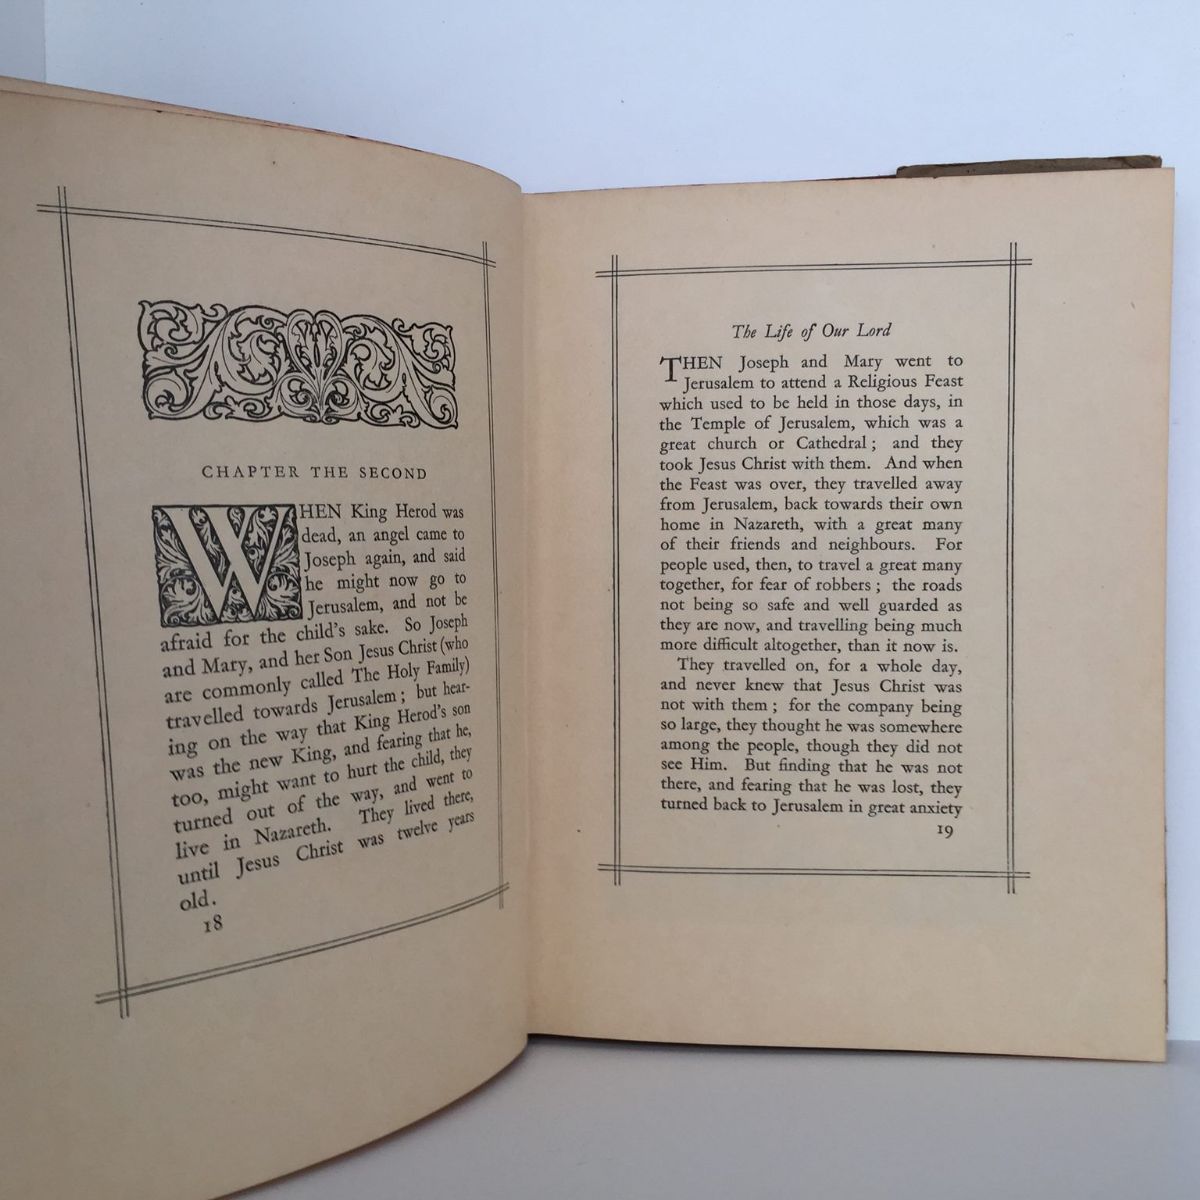 CHAPTER THE SECOND
WHEN King Herod was
dead, an angel came to
Joseph again, and said
he might now go to
Jerusalem, and not be
afraid for the child's sake. So Joseph
and Mary, and her Son Jesus Christ (who
are commonly called The Holy Family)
travelled towards Jerusalem; but hear-
ing on the way that King Herod's son
was the new King, and fearing that he,
too, might want to hurt the child, they
turned out of the way, and went to
live in Nazareth. They lived there,
until Jesus Christ was twelve years
old.
18
The Life of Our Lord
THEN Joseph and Mary went to
Jerusalem to attend a Religious Feast
which used to be held in those days, in
the Temple of Jerusalem, which was a
great church or Cathedral; and they
took Jesus Christ with them. And when
the Feast was over, they travelled away
from Jerusalem, back towards their own
home in Nazareth, with a great many
of their friends and neighbours. For
people used, then, to travel a great many
together, for fear of robbers; the roads
not being so safe and well guarded as
they are now, and travelling being much
more difficult altogether, than it now is.
They travelled on, for a whole day,
and never knew that Jesus Christ was
not with them; for the company being
so large, they thought he was somewhere
among the people, though they did not
see Him. But finding that he was not
there, and fearing that he was lost, they
turned back to Jerusalem in great anxiety
19